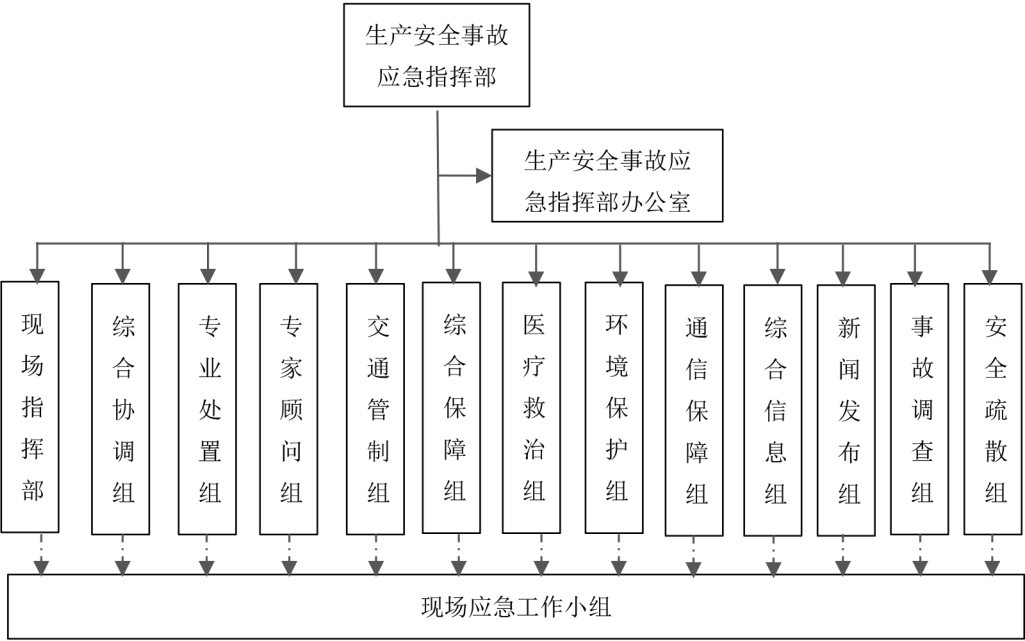 生产安全事故
应急指挥部
生产安全事故应
急指挥部办公室
现场指挥部
综合协调组
专业处置组
专家顾问组
交通管制组
综合保障组
医疗救治组
环境保护组
通信保障组
综合信息组
新闻发布组
事故调查组
安全疏散组
现场应急工作小组